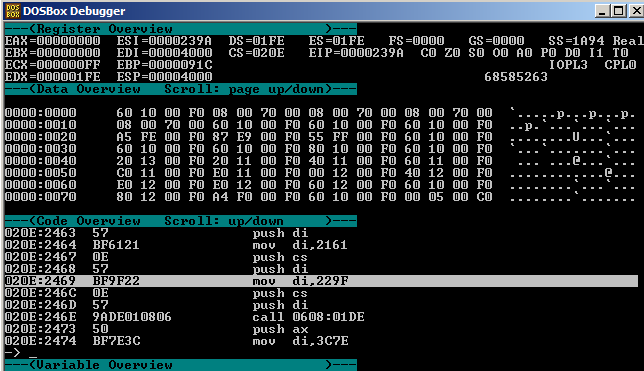 DOSBox Debugger
---(Register Overview )---
EAX=00000000 ESI=0000239A DS=01FE ES=01FE FS=0000 GS=0000 SS=1A94 Real
EBX=00000000 EDI=00004000 CS=020E EIP=0000239A C0 Z0 S0 O0 A0 P0 D0 I1 T0
ECX=000000FF EBP=0000091C IOPL3 CPL0
EDX=000001FE ESP=00004000 68585263
---(Data Overview Scroll: page up/down)---
0000:0000 60 10 00 F0 08 00 70 00 08 00 70 00 08 00 70 00 `.....p...p...p.
0000:0010 08 00 70 00 60 10 00 F0 60 10 00 F0 60 10 00 F0 ..p.`...`...`...
0000:0020 A5 FE 00 F0 87 E9 00 F0 55 FF 00 F0 60 10 00 F0 ........U...`...
0000:0030 60 10 00 F0 60 10 00 F0 80 10 00 F0 60 10 00 F0 `...`.......`...
0000:0040 20 13 00 F0 20 11 00 F0 40 11 00 F0 60 11 00 F0 ... ...@...`...
0000:0050 C0 11 00 F0 E0 11 00 F0 00 12 00 F0 40 12 00 F0 ............@...
0000:0060 E0 12 00 F0 E0 12 00 F0 60 12 00 F0 60 10 00 F0 ........`...`...
0000:0070 80 12 00 F0 A4 F0 00 F0 60 10 00 F0 00 05 00 C0 ........`.......
---(Code Overview Scroll: up/down )---
020E:2463 57 push di
020E:2464 BF6121 mov di,2161
020E:2467 0E push cs
020E:2468 57 push di
020E:2469 BF9F22 mov di,229F
020E:246C 0E push cs
020E:246D 57 push di
020E:246E 9ADE010806 call 0608:01DE
020E:2473 50 push ax
020E:2474 BF7E3C mov di,3C7E
-> _
---(Variable Overview )---